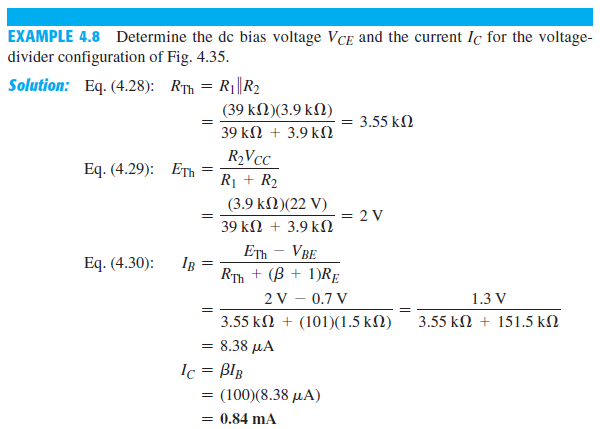 EXAMPLE 4.8 Determine the dc bias voltage V_CE and the current I_C for the voltage-
divider configuration of Fig. 4.35.
Solution: Eq. (4.28): R_Th = R_1‖R_2
= (39 kΩ)(3.9 kΩ) / 39 kΩ + 3.9 kΩ = 3.55 kΩ
Eq. (4.29): E_Th = R_2V_CC / R_1 + R_2
= (3.9 kΩ)(22 V) / 39 kΩ + 3.9 kΩ = 2 V
Eq. (4.30): I_B = E_Th − V_BE / R_Th + (β + 1)R_E
= 2 V − 0.7 V / 3.55 kΩ + (101)(1.5 kΩ) = 1.3 V / 3.55 kΩ + 151.5 kΩ
= 8.38 μA
I_C = βI_B
= (100)(8.38 μA)
= 0.84 mA